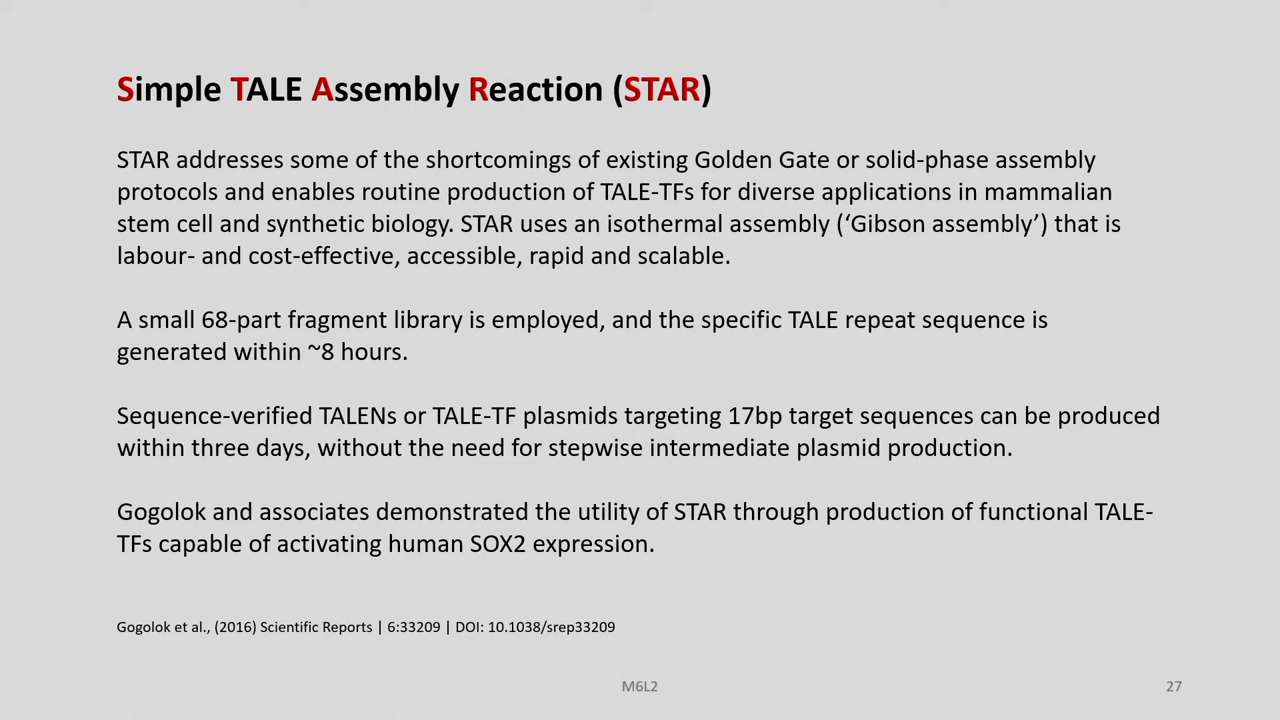 Simple TALE Assembly Reaction (STAR)
STAR addresses some of the shortcomings of existing Golden Gate or solid-phase assembly
protocols and enables routine production of TALE-TFs for diverse applications in mammalian
stem cell and synthetic biology. STAR uses an isothermal assembly (‘Gibson assembly’) that is
labour- and cost-effective, accessible, rapid and scalable.
A small 68-part fragment library is employed, and the specific TALE repeat sequence is
generated within ~8 hours.
Sequence-verified TALENs or TALE-TF plasmids targeting 17bp target sequences can be produced
within three days, without the need for stepwise intermediate plasmid production.
Gogolok and associates demonstrated the utility of STAR through production of functional TALE-
TFs capable of activating human SOX2 expression.
Gogolok et al., (2016) Scientific Reports | 6:33209 | DOI: 10.1038/srep33209
M6L2
27